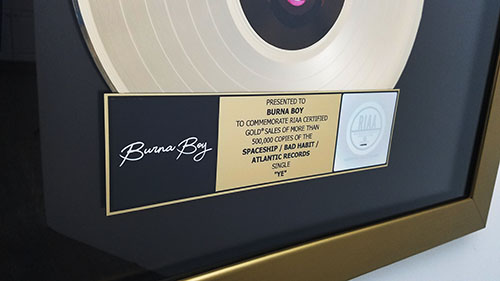 Burna Boy
PRESENTED TO
BURNA BOY
TO COMMEMORATE RIAA CERTIFIED
GOLD® SALES OF MORE THAN
500,000 COPIES OF THE
SPACESHIP / BAD HABIT /
ATLANTIC RECORDS
SINGLE
"YE"
RIAA